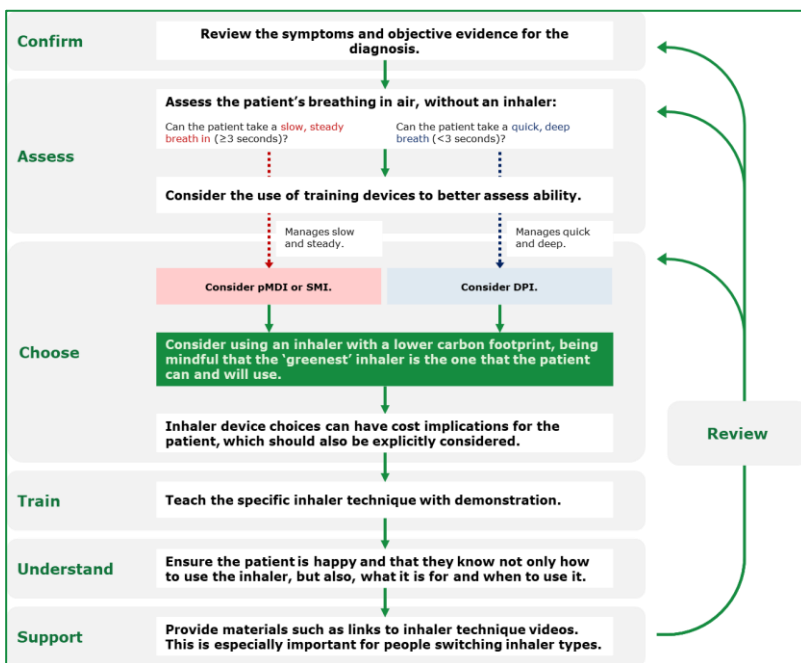 Confirm
Review the symptoms and objective evidence for the
diagnosis.
Assess
Assess the patient's breathing in air, without an inhaler:
Can the patient take a slow, steady
breath in (≥3 seconds)?
Can the patient take a quick, deep
breath (<3 seconds)?
Consider the use of training devices to better assess ability.
Manages slow
and steady.
Manages quick
and deep.
Choose
Consider pMDI or SMI.
Consider DPI.
Consider using an inhaler with a lower carbon footprint, being
mindful that the 'greenest' inhaler is the one that the patient
can and will use.
Inhaler device choices can have cost implications for the
patient, which should also be explicitly considered.
Review
Train
Teach the specific inhaler technique with demonstration.
Understand
Ensure the patient is happy and that they know not only how
to use the inhaler, but also, what it is for and when to use it.
Support
Provide materials such as links to inhaler technique videos.
This is especially important for people switching inhaler types.